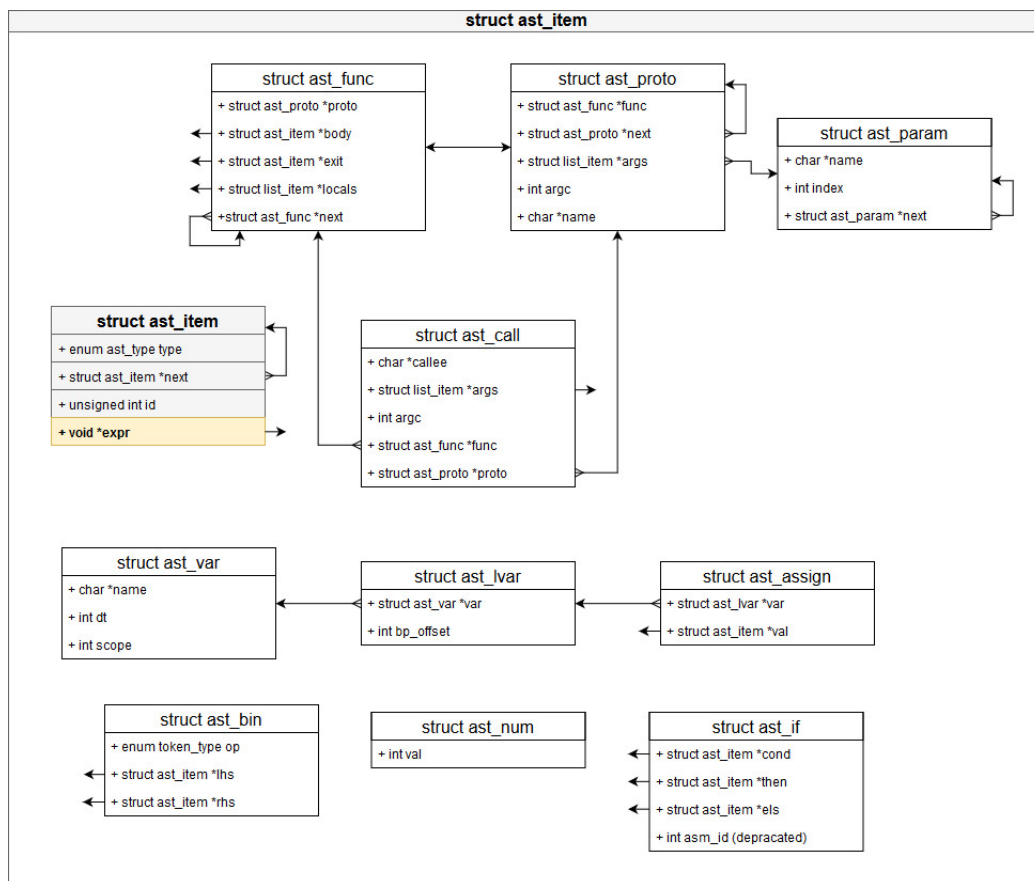 struct ast_item
struct ast_func
+ struct ast_proto *proto
+ struct ast_item *body
+ struct ast_item *exit
+ struct list_item *locals
+struct ast_func *next
struct ast_proto
+ struct ast_func *func
+ struct ast_proto *next
+ struct list_item *args
+ int argc
+ char *name
struct ast_param
+ char *name
+ int index
+ struct ast_param *next
struct ast_item
+ enum ast_type type
+ struct ast_item *next
+ unsigned int id
+ void *expr
struct ast_call
+ char *callee
+ struct list_item *args
+ int argc
+ struct ast_func *func
+ struct ast_proto *proto
struct ast_var
+ char *name
+ int dt
+ int scope
struct ast_lvar
+ struct ast_var *var
+ int bp_offset
struct ast_assign
+ struct ast_lvar *var
+ struct ast_item *val
struct ast_bin
+ enum token_type op
+ struct ast_item *lhs
+ struct ast_item *rhs
struct ast_num
+ int val
struct ast_if
+ struct ast_item *cond
+ struct ast_item *then
+ struct ast_item *els
+ int asm_id (depracated)